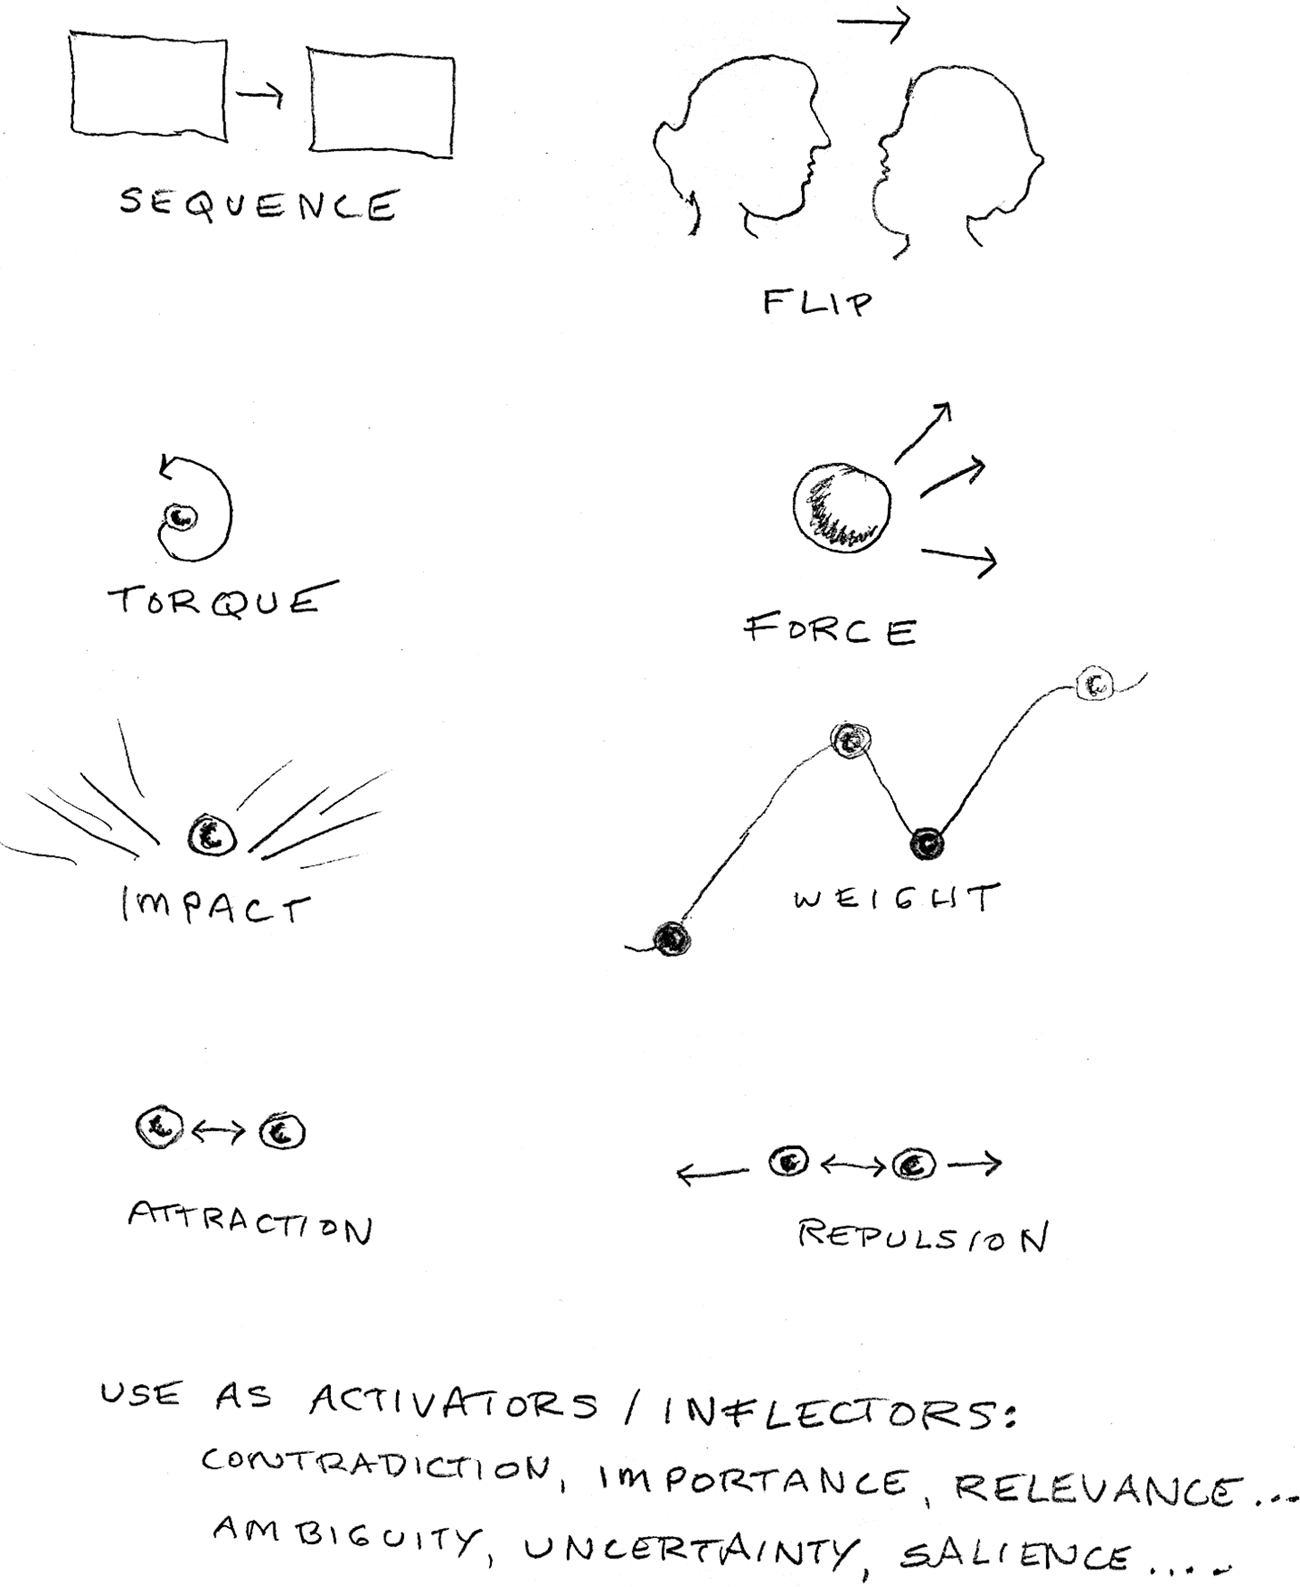 SEQUENCE
FLIP
TORQUE
FORCE
IMPACT
WEIGHT
ATTRACTION
REPULSION
USE AS ACTIVATORS / INFLECTORS:
CONTRADICTION, IMPORTANCE, RELEVANCE...
AMBIGUITY, UNCERTAINTY, SALIENCE....